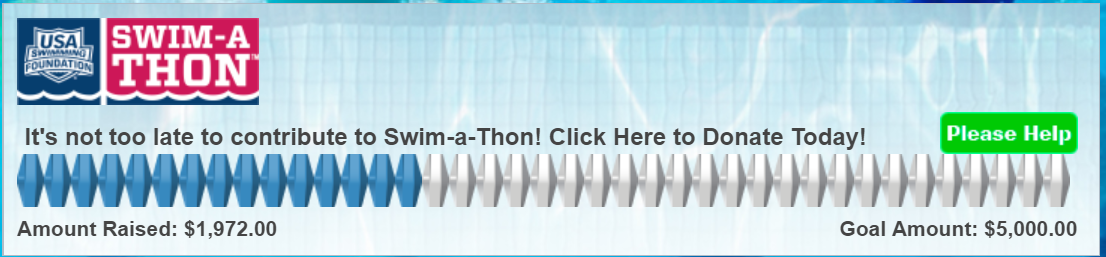 USA
SWIMMING
FOUNDATION
SWIM-A
THON™
It's not too late to contribute to Swim-a-Thon! Click Here to Donate Today!
Please Help
Amount Raised: $1,972.00
Goal Amount: $5,000.00